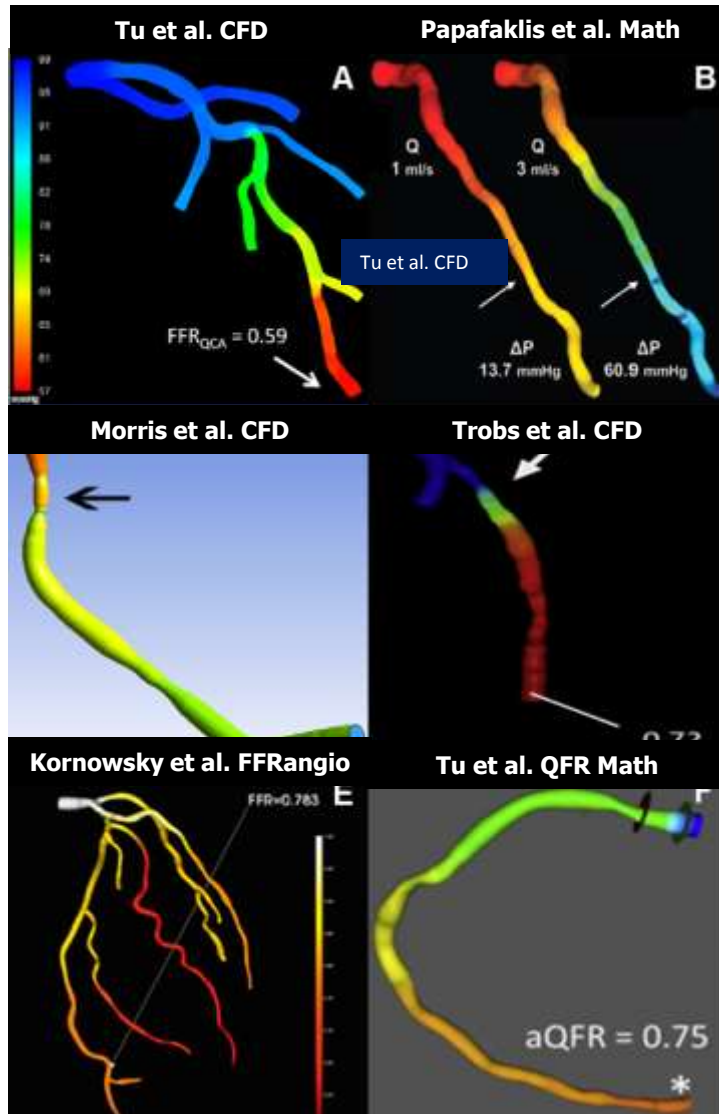 Tu et al. CFD
Papafaklis et al. Math
A
B
Q
1 ml/s
Q
3 ml/s
Tu et al. CFD
FFRQCA = 0.59
ΔP
13.7 mmHg
ΔP
60.9 mmHg
Morris et al. CFD
Trobs et al. CFD
Kornowsky et al. FFRangio
Tu et al. QFR Math
FFR=0.783
E
aQFR = 0.75
*